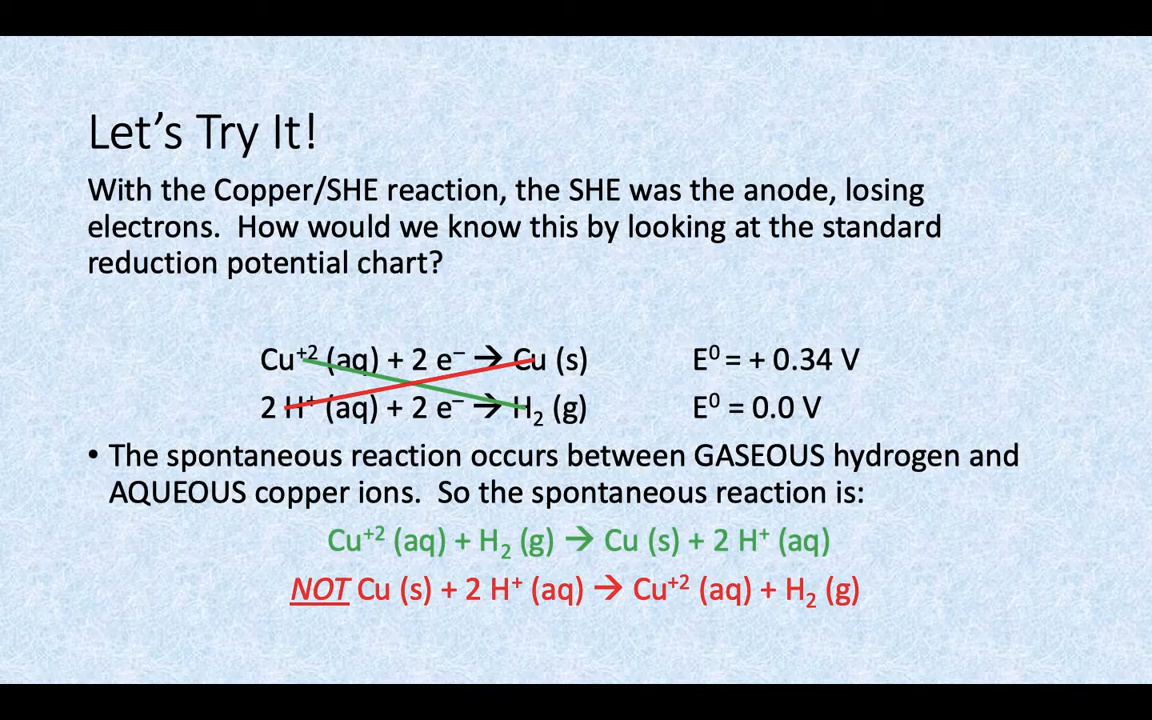 Let’s Try It!
With the Copper/SHE reaction, the SHE was the anode, losing
electrons.  How would we know this by looking at the standard
reduction potential chart?
Cu⁺² (aq) + 2 e⁻ → Cu (s) E⁰ = + 0.34 V
2 H⁺ (aq) + 2 e⁻ → H₂ (g) E⁰ = 0.0 V
• The spontaneous reaction occurs between GASEOUS hydrogen and
AQUEOUS copper ions.  So the spontaneous reaction is:
Cu⁺² (aq) + H₂ (g) → Cu (s) + 2 H⁺ (aq)
NOT Cu (s) + 2 H⁺ (aq) → Cu⁺² (aq) + H₂ (g)